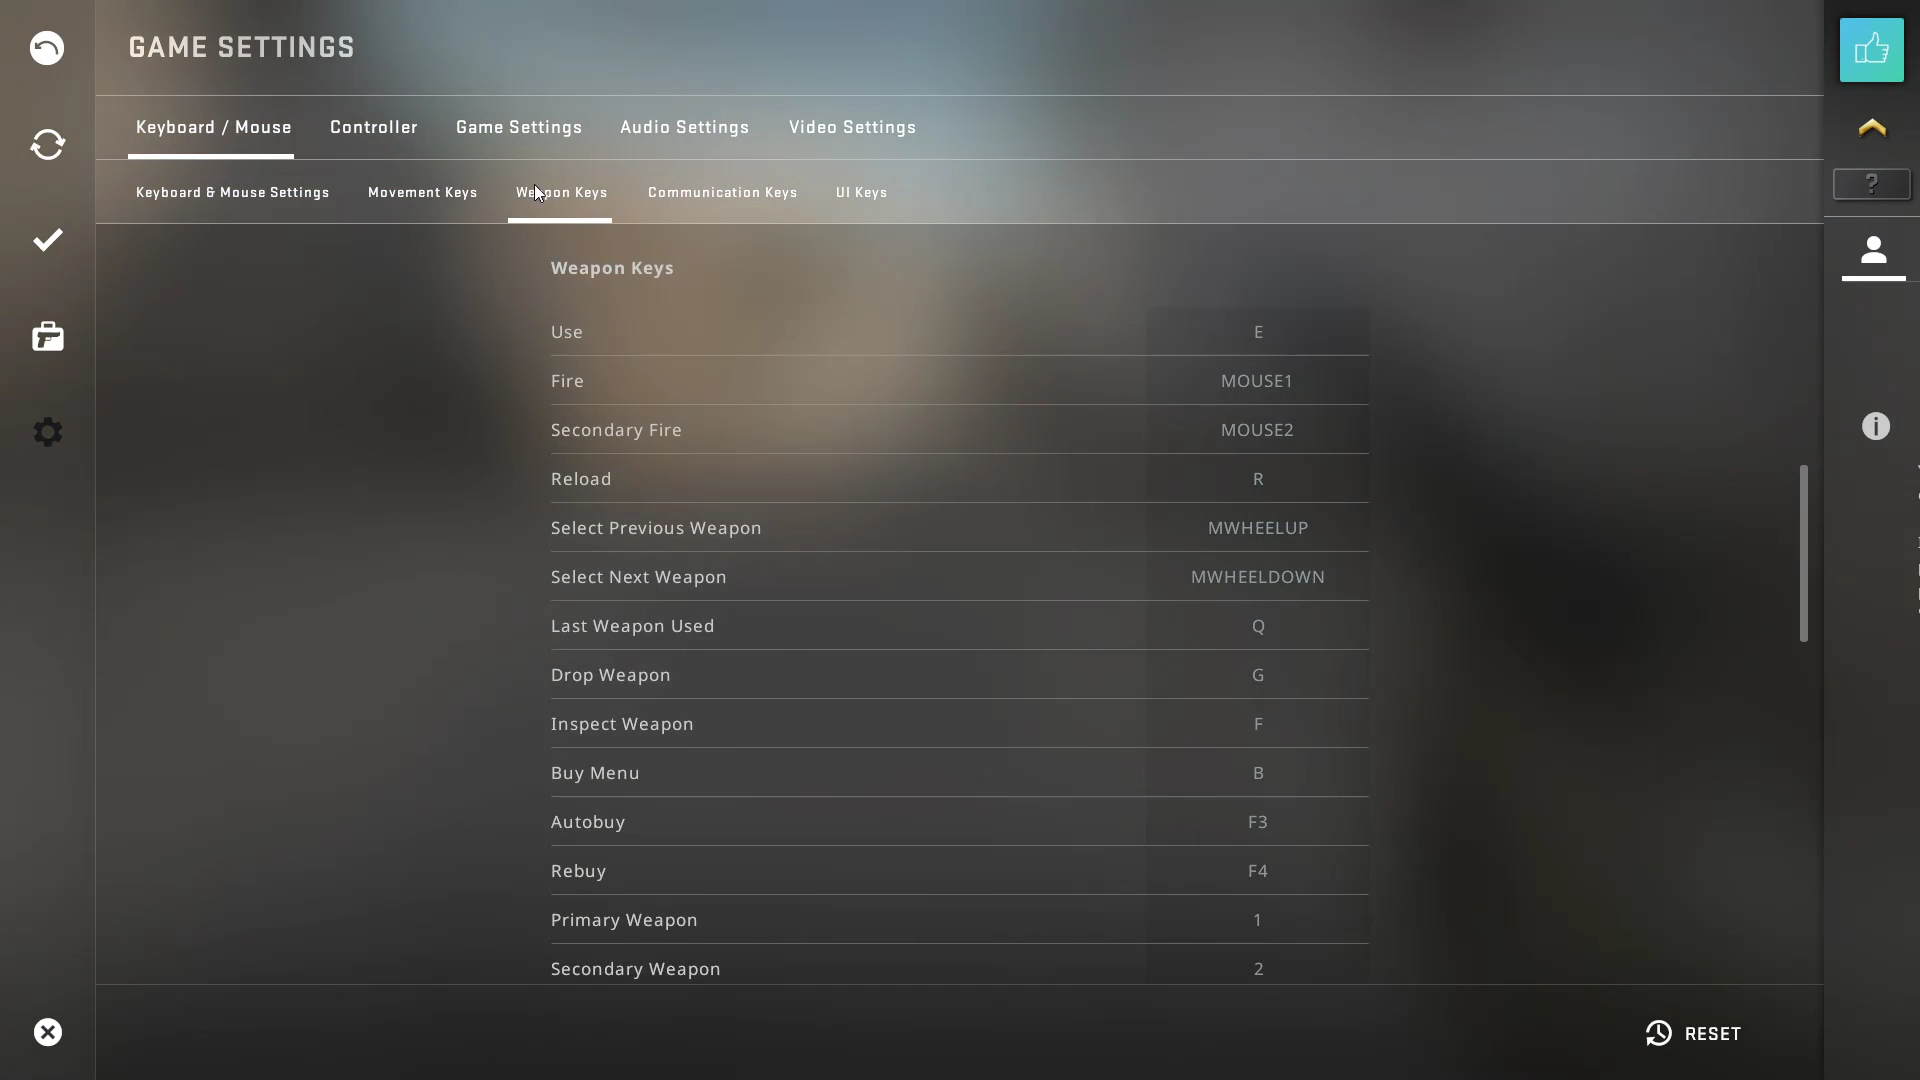 GAME SETTINGS
Keyboard / Mouse
Controller
Game Settings
Audio Settings
Video Settings
?
Keyboard & Mouse Settings
Movement Keys
Weapon Keys
Communication Keys
UI Keys
Weapon Keys
Use E
Fire MOUSE1
Secondary Fire MOUSE2
Reload R
Select Previous Weapon MWHEELUP
Select Next Weapon MWHEELDOWN
Last Weapon Used Q
Drop Weapon G
Inspect Weapon F
Buy Menu B
Autobuy F3
Rebuy F4
Primary Weapon 1
Secondary Weapon 2
RESET